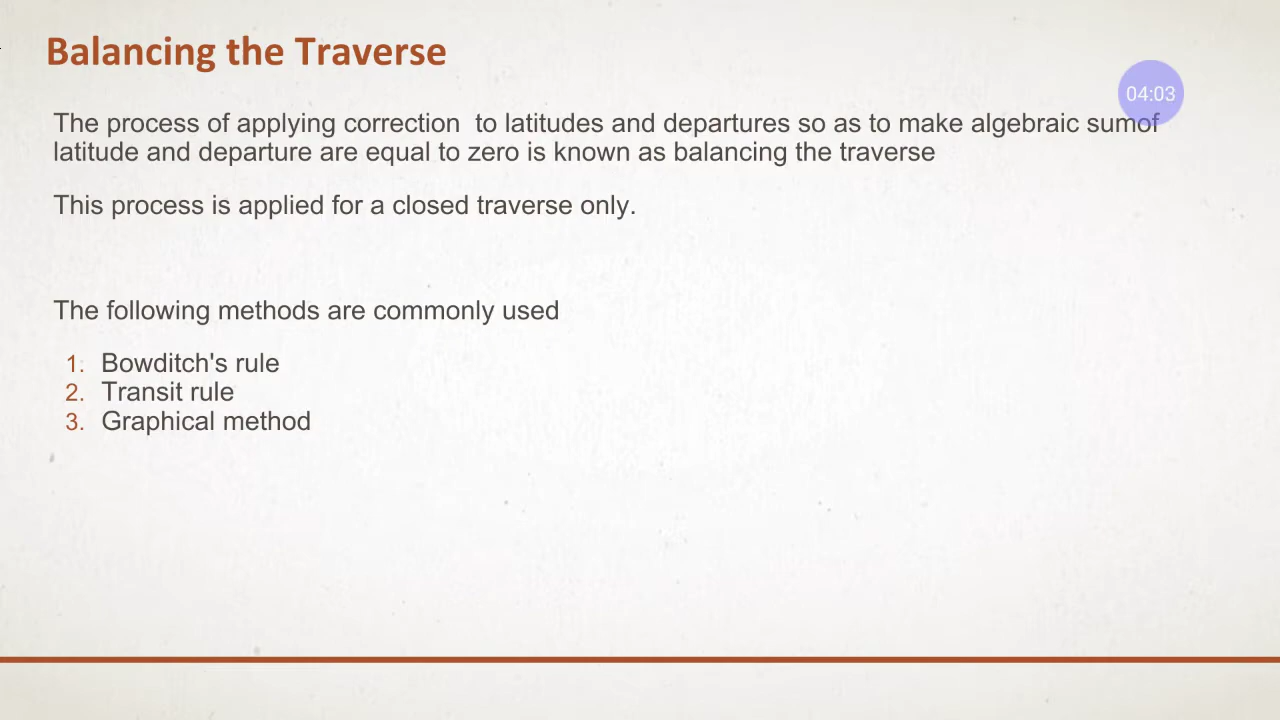 Balancing the Traverse
04:03
The process of applying correction  to latitudes and departures so as to make algebraic sumof
latitude and departure are equal to zero is known as balancing the traverse
This process is applied for a closed traverse only.
The following methods are commonly used
1. Bowditch's rule
2. Transit rule
3. Graphical method